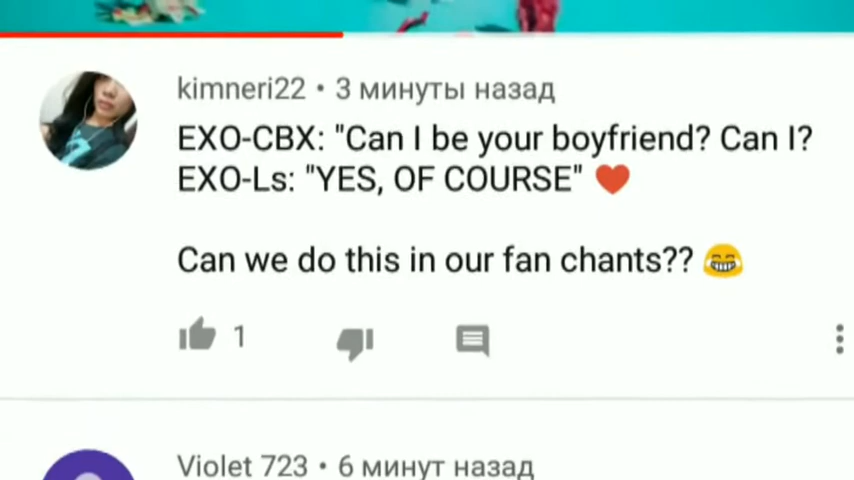 kimneri22 • 3 минуты назад
EXO-CBX: "Can I be your boyfriend? Can I?
EXO-Ls: "YES, OF COURSE" ❤️
Can we do this in our fan chants?? 😂
1
Violet 723 • 6 минут назад